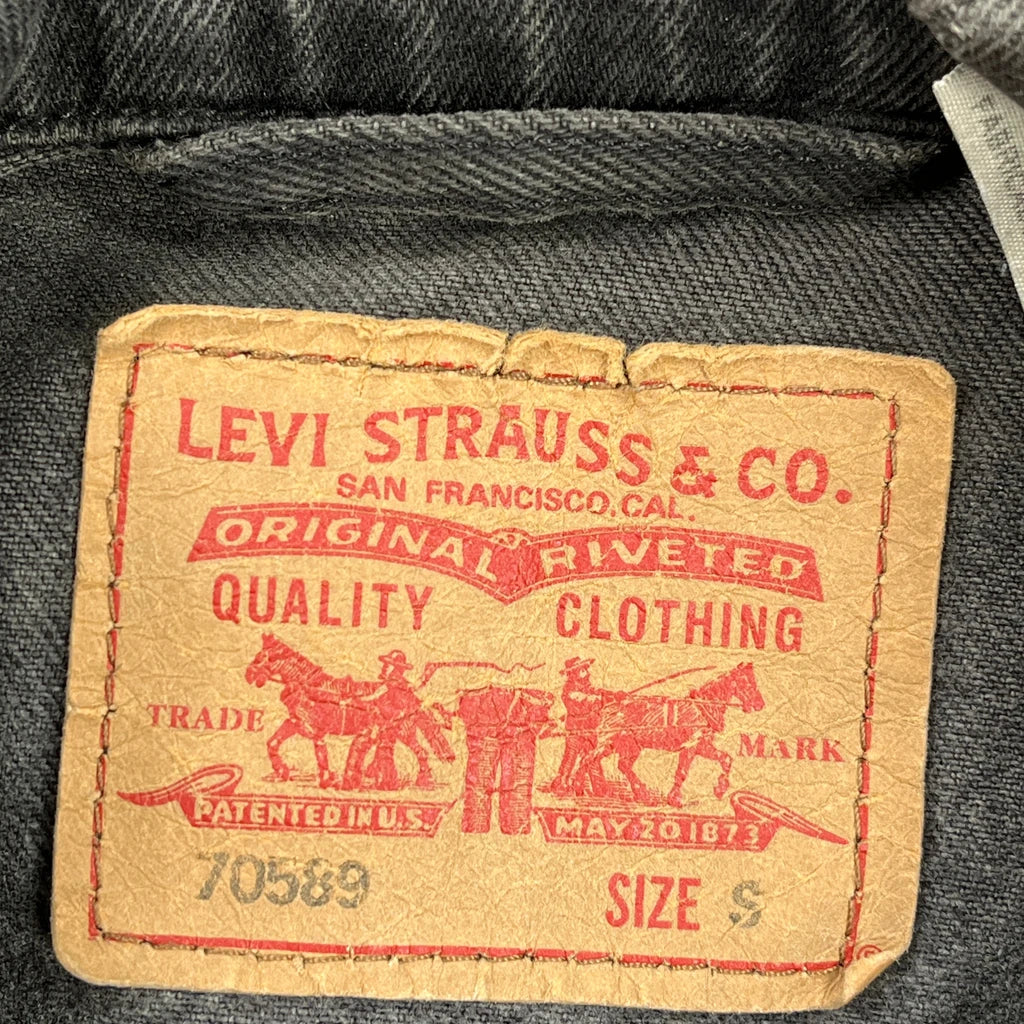 LEVI STRAUSS & CO.
SAN FRANCISCO, CAL.
ORIGINAL RIVETED
QUALITY CLOTHING
TRADE MARK
PATENTED IN U.S. MAY 20 1873
70589 SIZE S
®